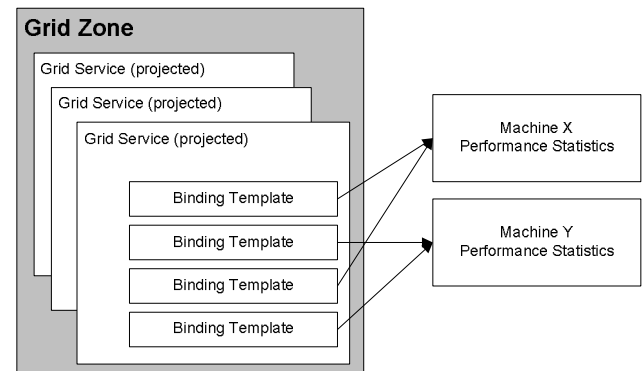 Grid Zone
Grid Service (projected)
Grid Service (projected)
Grid Service (projected)
Binding Template
Binding Template
Binding Template
Binding Template
Machine X
Performance Statistics
Machine Y
Performance Statistics